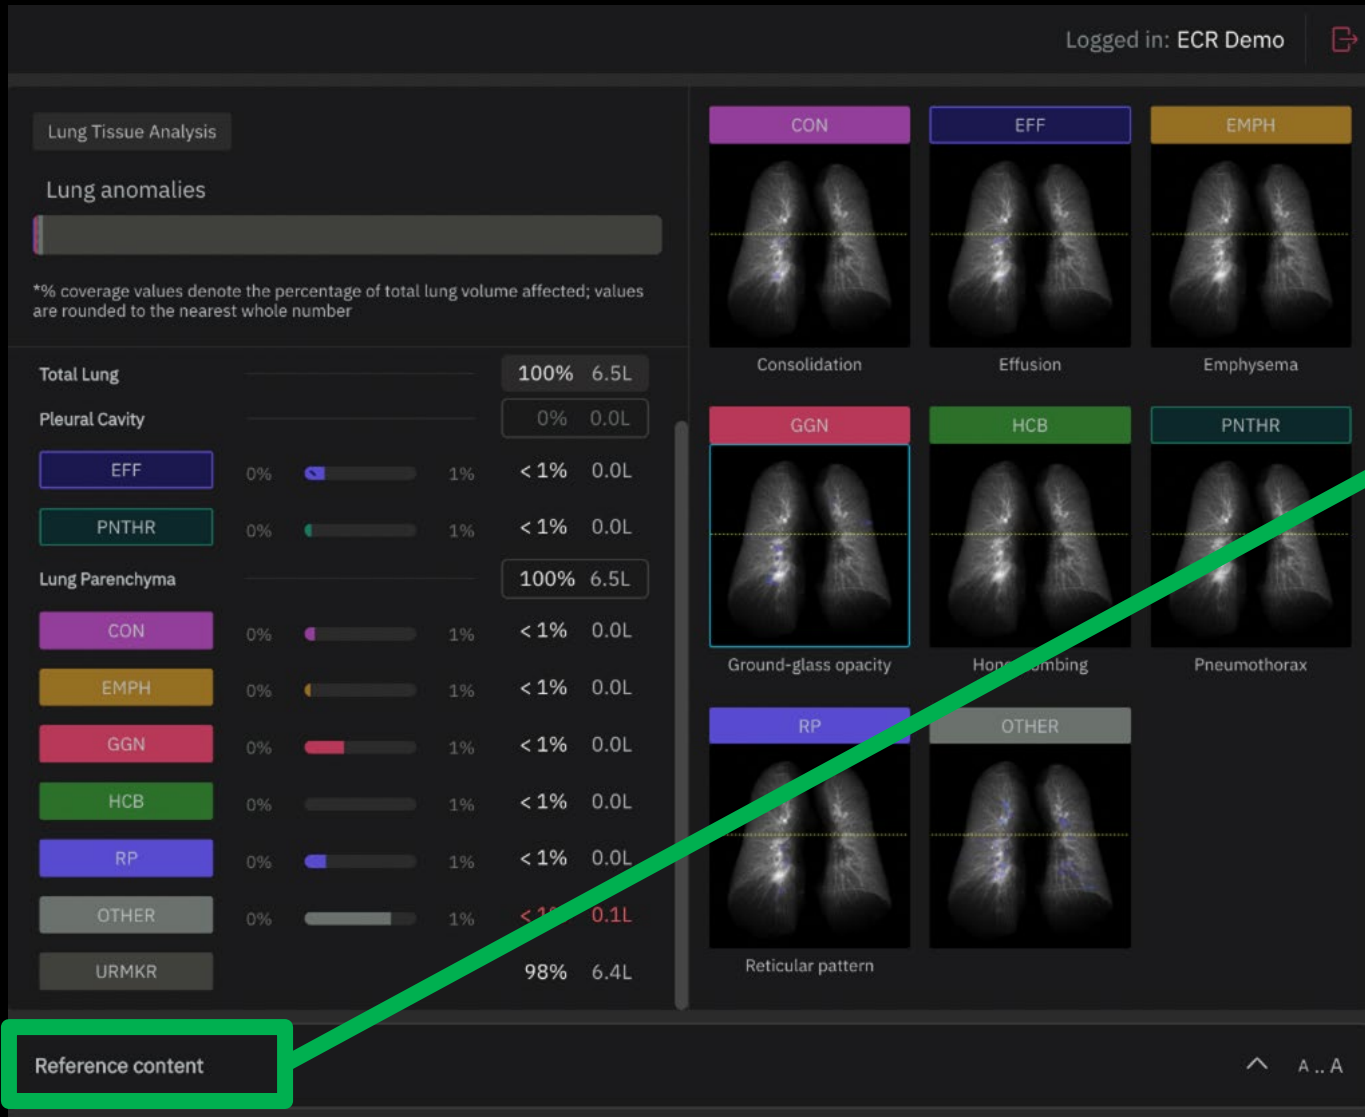 Logged in: ECR Demo
Lung Tissue Analysis
Lung anomalies
*% coverage values denote the percentage of total lung volume affected; values
are rounded to the nearest whole number
Total Lung 100% 6.5L
Pleural Cavity 0% 0.0L
EFF 0% 1% < 1% 0.0L
PNTHR 0% 1% < 1% 0.0L
Lung Parenchyma 100% 6.5L
CON 0% 1% < 1% 0.0L
EMPH 0% 1% < 1% 0.0L
GGN 0% 1% < 1% 0.0L
HCB 0% 1% < 1% 0.0L
RP 0% 1% < 1% 0.0L
OTHER 0% 1% 0.1L
URMKR 98% 6.4L
CON EFF EMPH
Consolidation Effusion Emphysema
GGN HCB PNTHR
Ground-glass opacity Pneumothorax
RP OTHER
Reticular pattern
Reference content A .. A